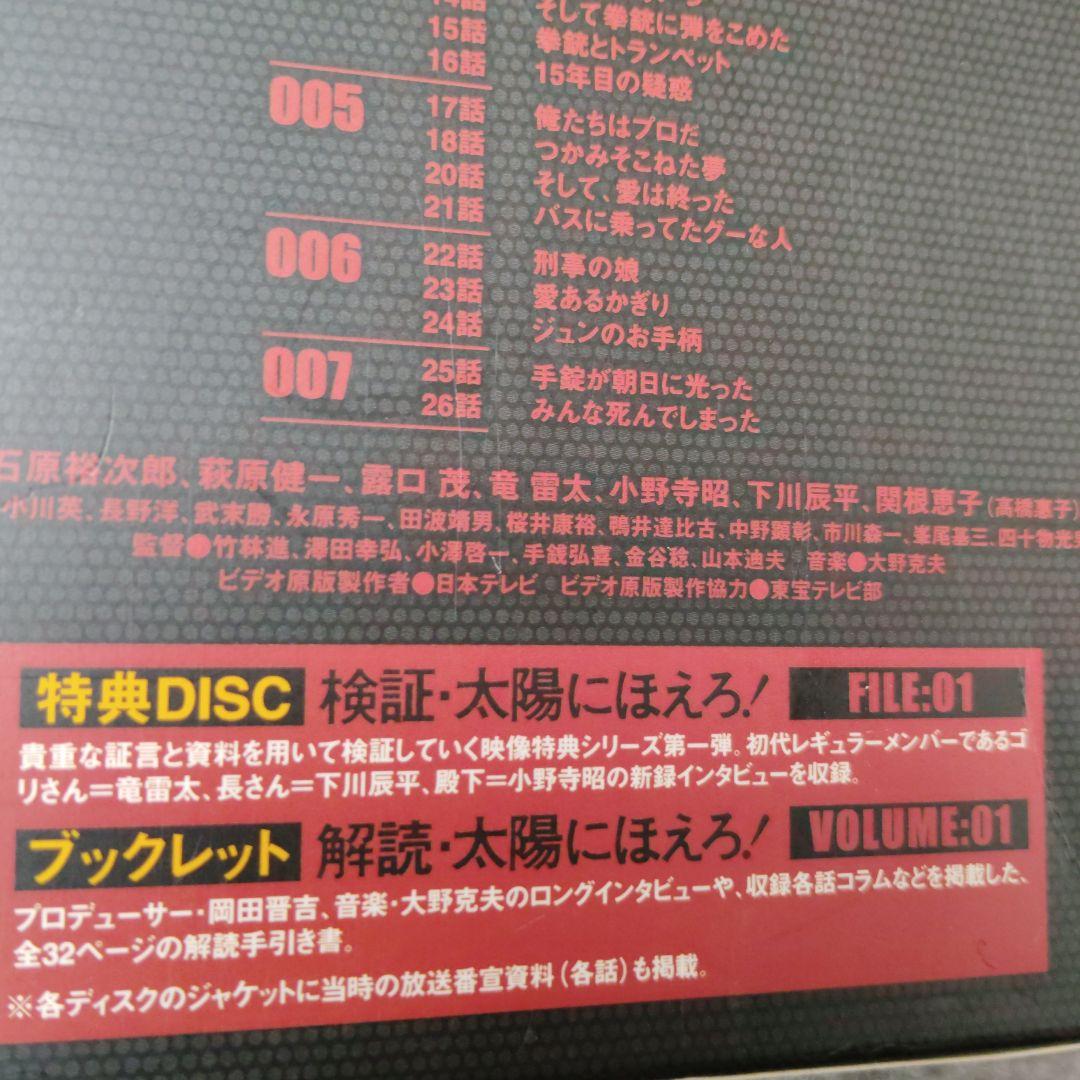 14話
そして拳銃に弾をこめた
15話 拳銃とトランペット
16話 15年目の疑惑
005 17話 俺たちはプロだ
18話 つかみそこねた夢
20話 そして、愛は終った
21話 バスに乗ってたグーな人
006 22話 刑事の娘
23話 愛あるかぎり
24話 ジュンのお手柄
007 25話 手錠が朝日に光った
26話 みんな死んでしまった
石原裕次郎、萩原健一、露口 茂、竜 雷太、小野寺昭、下川辰平、関根恵子(高橋惠子)
小川英、長野洋、武末勝、永原秀一、田波靖男、桜井康裕、鴨井達比古、中野顕彰、市川森一、峯尾基三、四十物光男
監督●竹林進、澤田幸弘、小澤啓一、手銭弘喜、金谷稔、山本迪夫 音楽●大野克夫
ビデオ原版製作者●日本テレビ ビデオ原版製作協力●東宝テレビ部
特典DISC 検証・太陽にほえろ! FILE:01
貴重な証言と資料を用いて検証していく映像特典シリーズ第一弾。初代レギュラーメンバーであるゴ
リさん=竜雷太、長さん=下川辰平、殿下=小野寺昭の新録インタビューを収録。
ブックレット 解読・太陽にほえろ! VOLUME:01
プロデューサー・岡田晋吉、音楽・大野克夫のロングインタビューや、収録各話コラムなどを掲載した、
全32ページの解読手引き書。
※各ディスクのジャケットに当時の放送番宣資料(各話)も掲載。